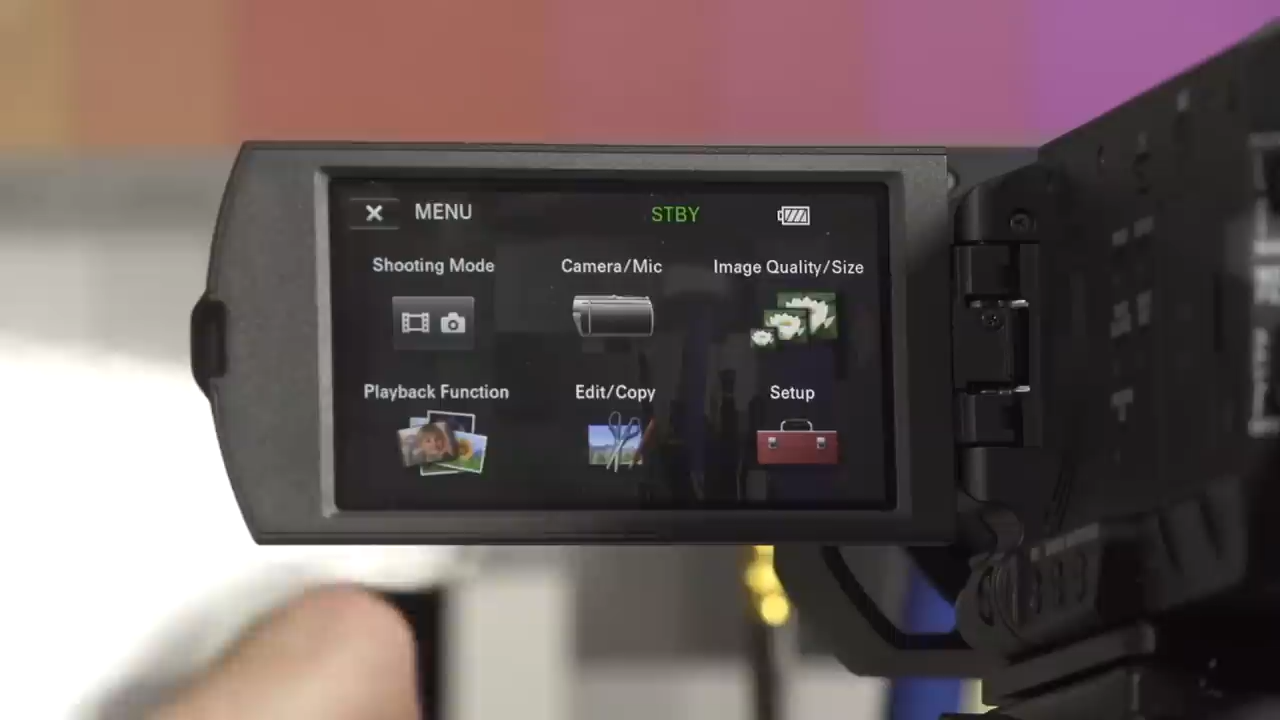 MENU STBY
Shooting Mode Camera/Mic Image Quality/Size
Playback Function Edit/Copy Setup